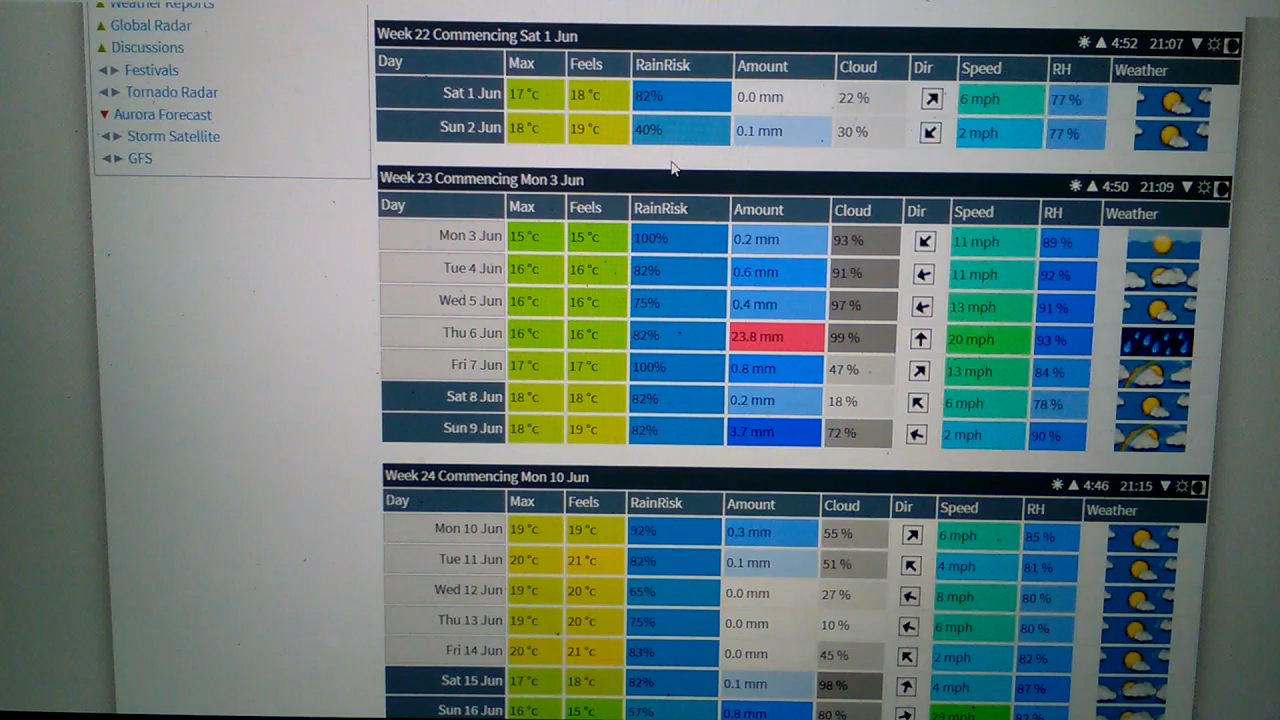 Weather Reports
Global Radar
Discussions
Festivals
Tornado Radar
Aurora Forecast
Storm Satellite
GFS
Week 22 Commencing Sat 1 Jun 4:52 21:07
Day Max Feels RainRisk Amount Cloud Dir Speed RH Weather
Sat 1 Jun 17°c 18°c 82% 0.0 mm 22 % 6 mph 77 %
Sun 2 Jun 18°c 19°c 40% 0.1 mm 30 % 2 mph 77 %
Week 23 Commencing Mon 3 Jun 4:50 21:09
Day Max Feels RainRisk Amount Cloud Dir Speed RH Weather
Mon 3 Jun 15°c 15°c 100% 0.2 mm 93 % 11 mph 89 %
Tue 4 Jun 16°c 16°c 82% 0.6 mm 91 % 11 mph 92 %
Wed 5 Jun 16°c 16°c 75% 0.4 mm 97 % 13 mph 91 %
Thu 6 Jun 16°c 16°c 82% 23.8 mm 99 % 20 mph 93 %
Fri 7 Jun 17°c 17°c 100% 0.8 mm 47 % 13 mph 84 %
Sat 8 Jun 18°c 18°c 82% 0.2 mm 18 % 6 mph 78 %
Sun 9 Jun 18°c 19°c 82% 3.7 mm 72 % 2 mph 90 %
Week 24 Commencing Mon 10 Jun 4:46 21:15
Day Max Feels RainRisk Amount Cloud Dir Speed RH Weather
Mon 10 Jun 19°c 19°c 92% 0.3 mm 55 % 6 mph 85 %
Tue 11 Jun 20°c 21°c 82% 0.1 mm 51 % 4 mph 81 %
Wed 12 Jun 19°c 20°c 65% 0.0 mm 27 % 8 mph 80 %
Thu 13 Jun 19°c 20°c 75% 0.0 mm 10 % 6 mph 80 %
Fri 14 Jun 20°c 21°c 83% 0.0 mm 45 % 2 mph 82 %
Sat 15 Jun 17°c 18°c 82% 0.1 mm 98 % 4 mph 87 %
Sun 16 Jun 16°c 15°c 57% 0.8 mm 80 % 29 mph